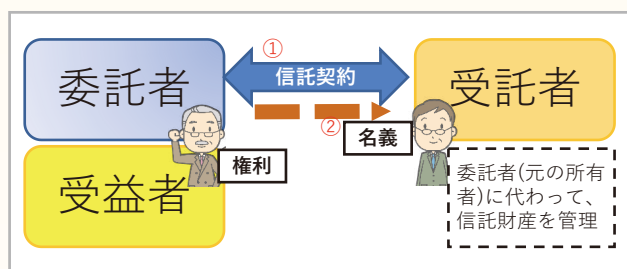 ①
委託者
信託契約
受託者
②
名義
権利
受益者
委託者(元の所有
者)に代わって、
信託財産を管理